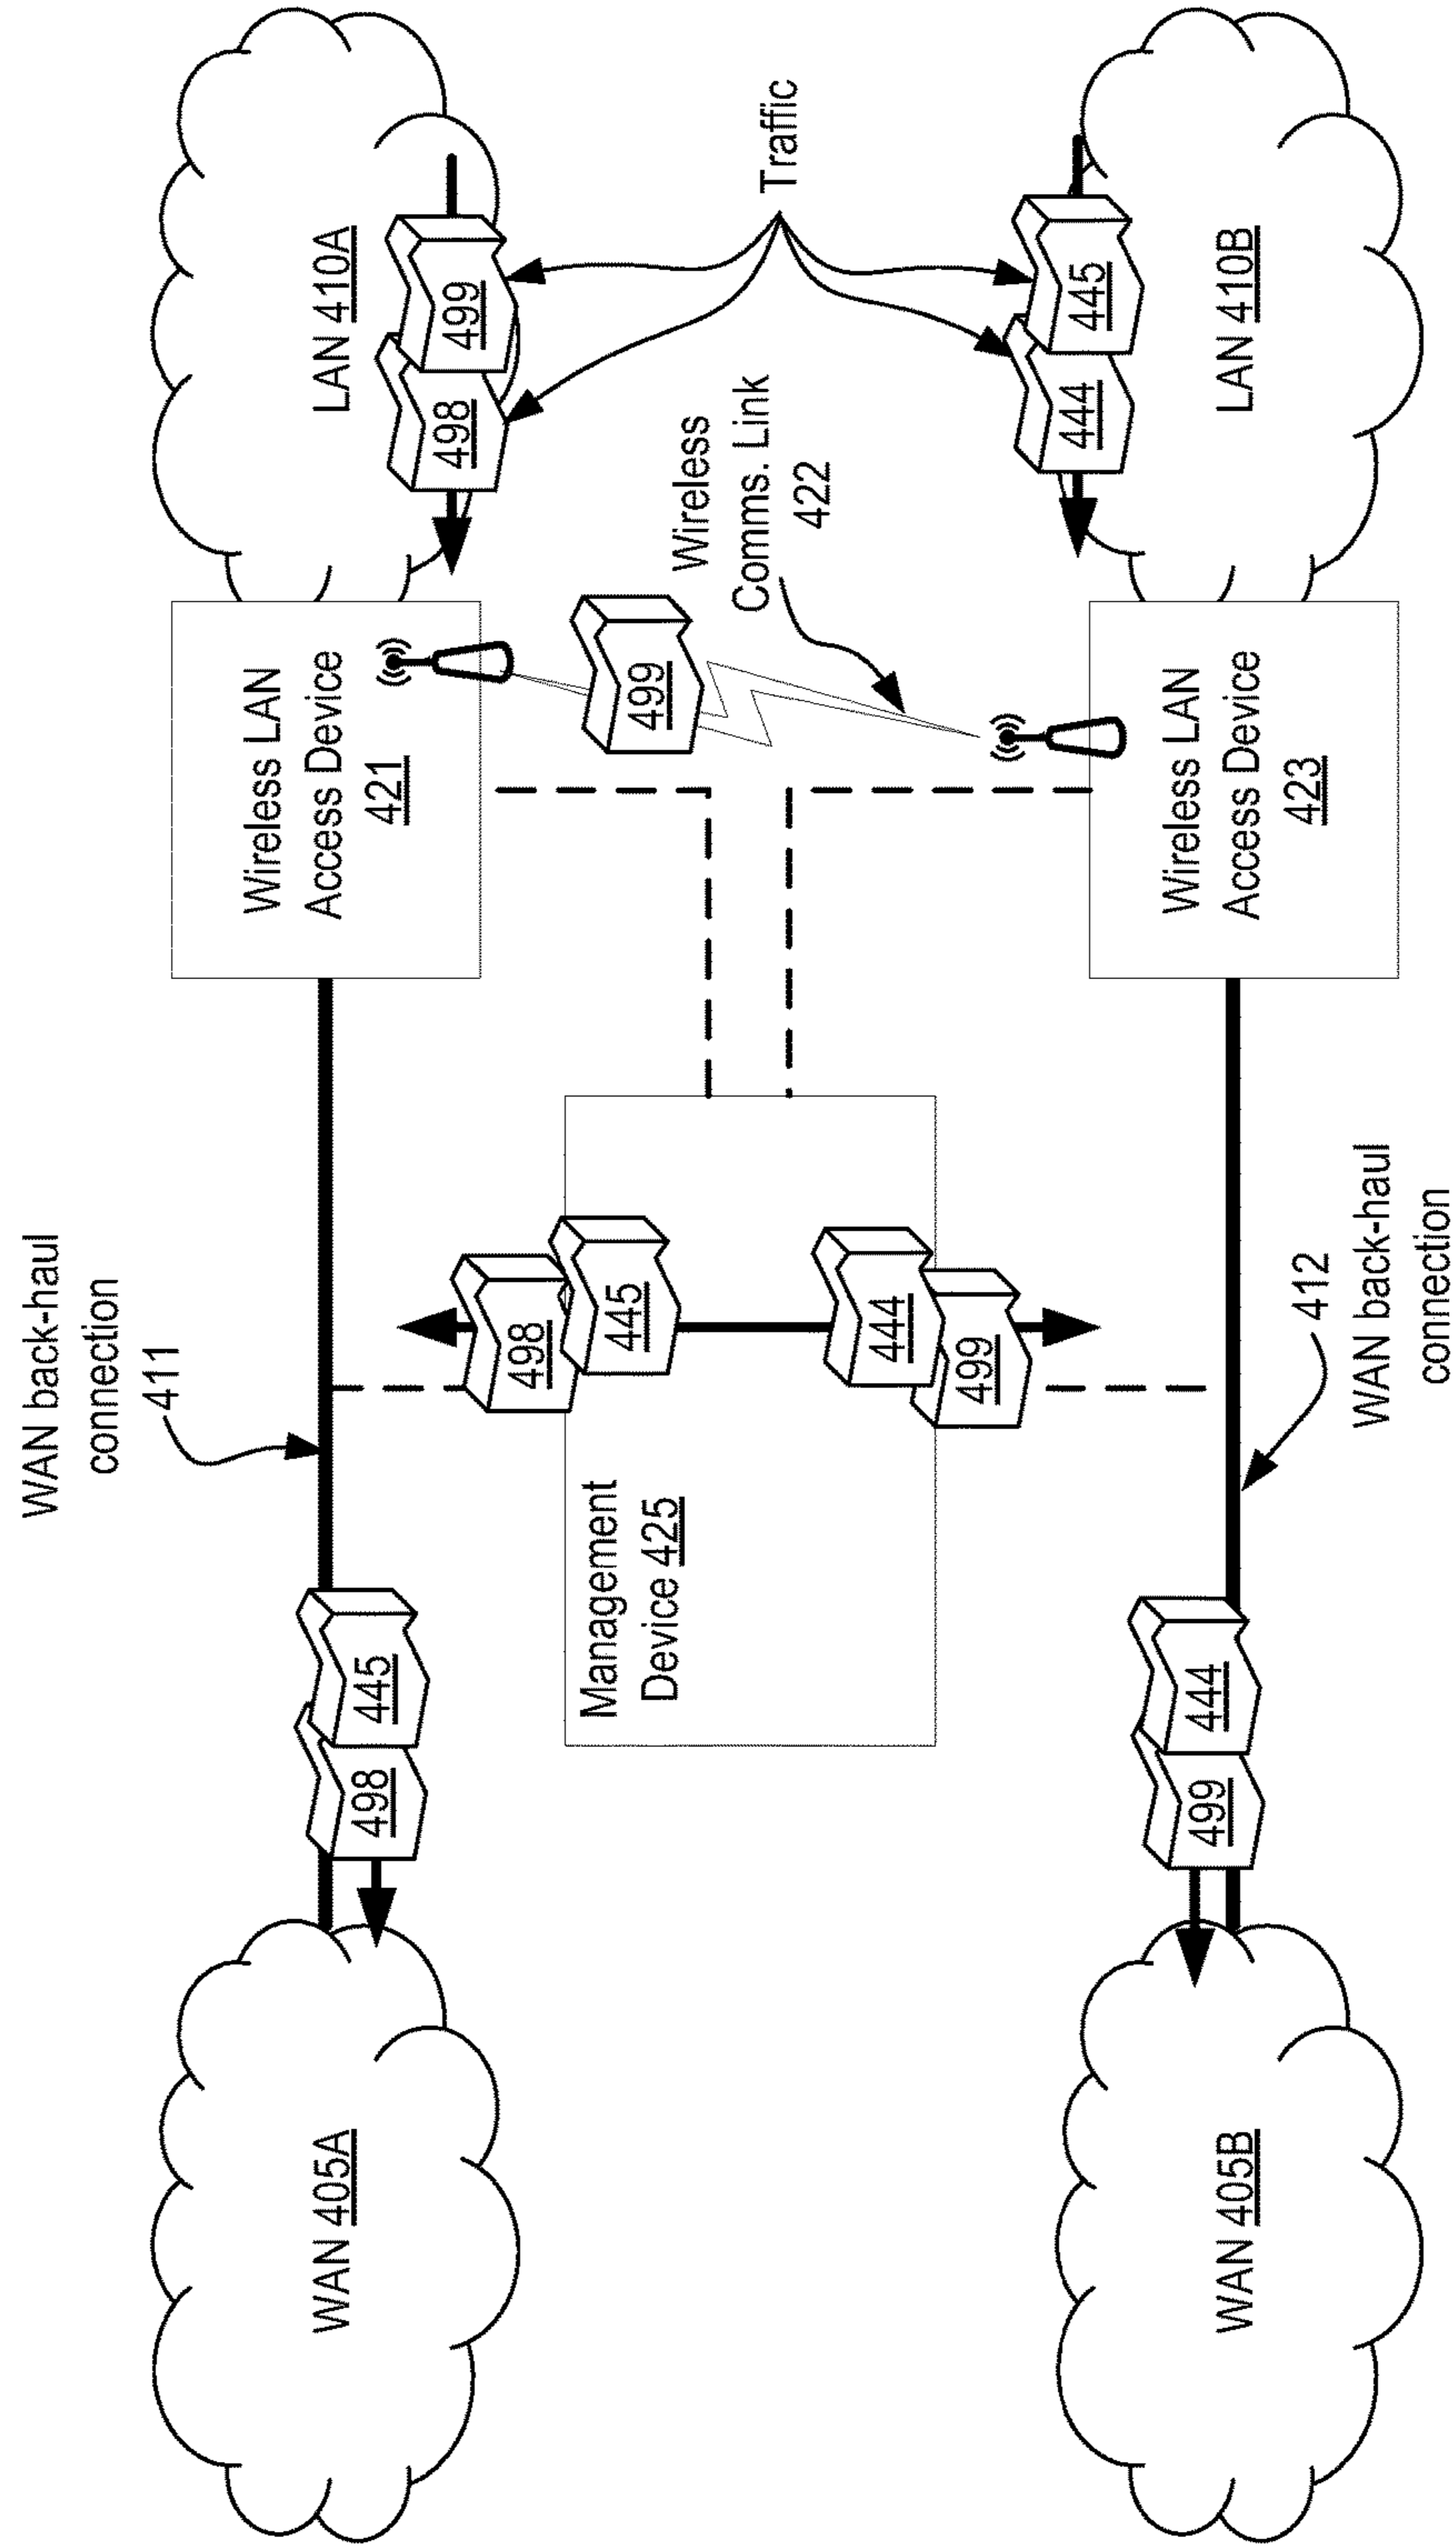 WAN back-haul
connection
411
WAN 405A
498
445
Wireless LAN
Access Device
421
LAN 410A
498
499
498
445
Management
Device 425
444
499
499
Wireless
Comms. Link
422
Traffic
WAN 405B
499
444
Wireless LAN
Access Device
423
444
445
LAN 410B
412
WAN back-haul
connection